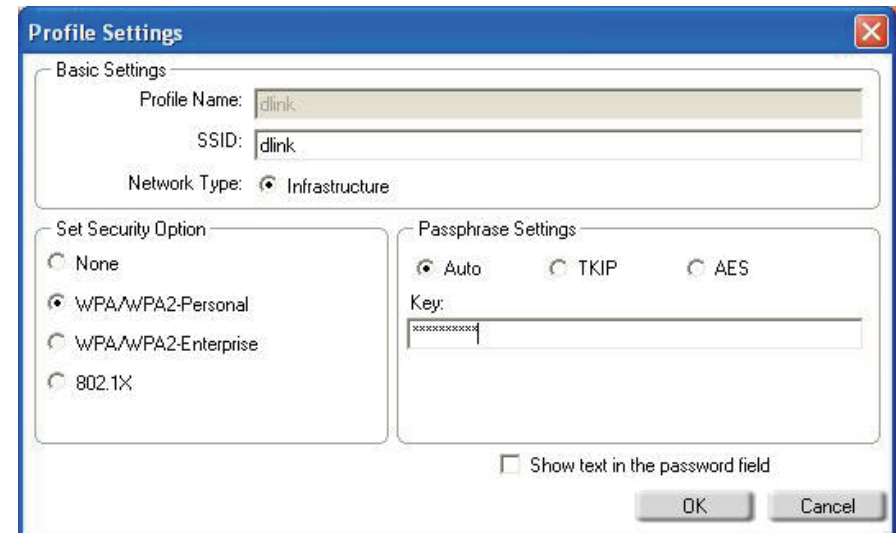 Profile Settings
Basic Settings
Profile Name: dlink
SSID: dlink
Network Type: Infrastructure
Set Security Option
None
WPA/WPA2-Personal
WPA/WPA2-Enterprise
802.1X
Passphrase Settings
Auto TKIP AES
Key:
**********
Show text in the password field
OK Cancel